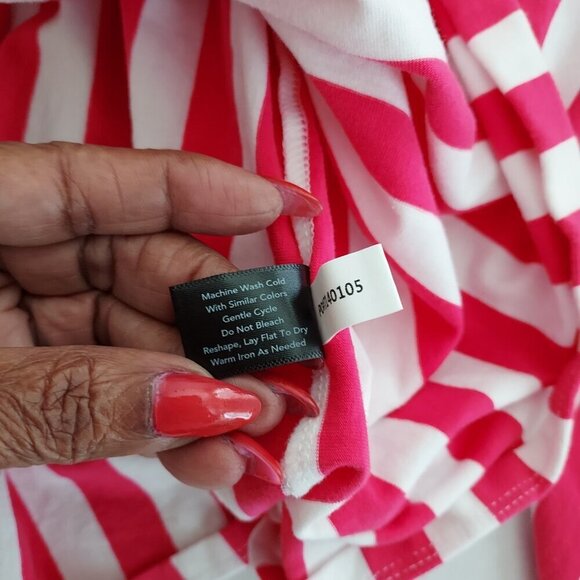 Machine Wash Cold
With Similar Colors
Gentle Cycle
Do Not Bleach
Reshape, Lay Flat To Dry
Warm Iron As Needed